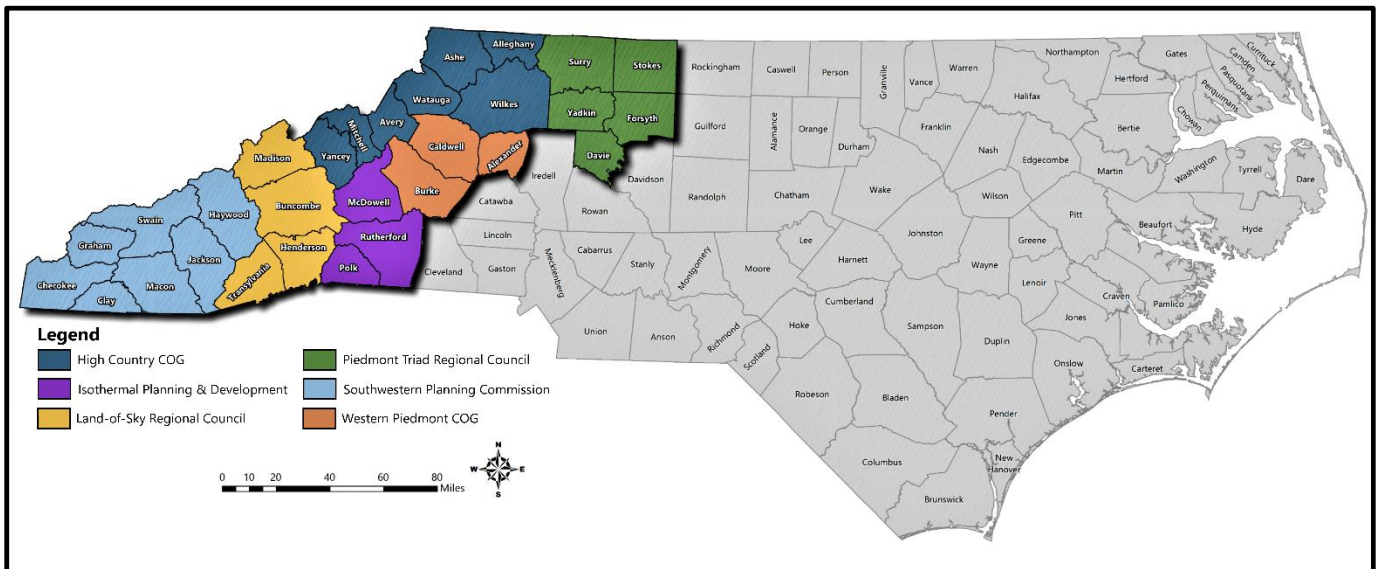 Alleghany
Ashe
Surry
Stokes
Watauga
Wilkes
Yadkin
Forsyth
Avery
Mitchell
Yancey
Caldwell
Alexander
Davie
Madison
Burke
McDowell
Buncombe
Haywood
Swain
Rutherford
Graham
Henderson
Jackson
Polk
Transylvania
Cherokee
Macon
Clay
Rockingham
Caswell
Person
Granville
Vance
Warren
Northampton
Gates
Currituck
Camden
Pasquotank
Perquimans
Chowan
Hertford
Halifax
Bertie
Guilford
Alamance
Orange
Durham
Franklin
Nash
Edgecombe
Martin
Washington
Tyrrell
Dare
Iredell
Davidson
Randolph
Chatham
Wake
Wilson
Pitt
Beaufort
Hyde
Catawba
Rowan
Lincoln
Cleveland
Gaston
Mecklenburg
Cabarrus
Stanly
Montgomery
Moore
Lee
Harnett
Johnston
Greene
Wayne
Lenoir
Craven
Pamlico
Jones
Carteret
Onslow
Duplin
Sampson
Cumberland
Hoke
Scotland
Richmond
Anson
Union
Robeson
Bladen
Pender
New
Hanover
Columbus
Brunswick
Legend
High Country COG
Isothermal Planning & Development
Land-of-Sky Regional Council
Piedmont Triad Regional Council
Southwestern Planning Commission
Western Piedmont COG
0 10 20 40 60 80
Miles
N
W E
S